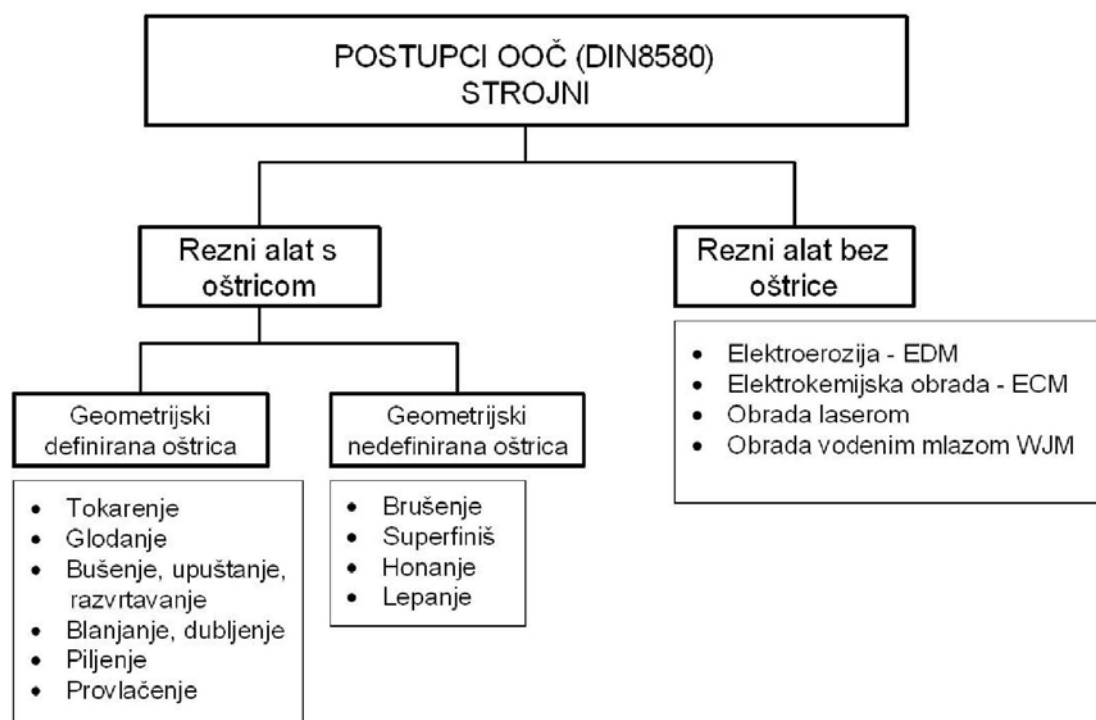 POSTUPCI OOČ (DIN8580)
STROJNI
Rezni alat s
oštricom
Rezni alat bez
oštrice
Geometrijski
definirana oštrica
Geometrijski
nedefinirana oštrica
• Elektroerozija - EDM
• Elektrokemijska obrada - ECM
• Obrada laserom
• Obrada vodenim mlazom WJM
• Tokarenje
• Glodanje
• Bušenje, upuštanje,
razvrtavanje
• Blanjanje, dubljenje
• Piljenje
• Provlačenje
• Brušenje
• Superfiniš
• Honanje
• Lepanje